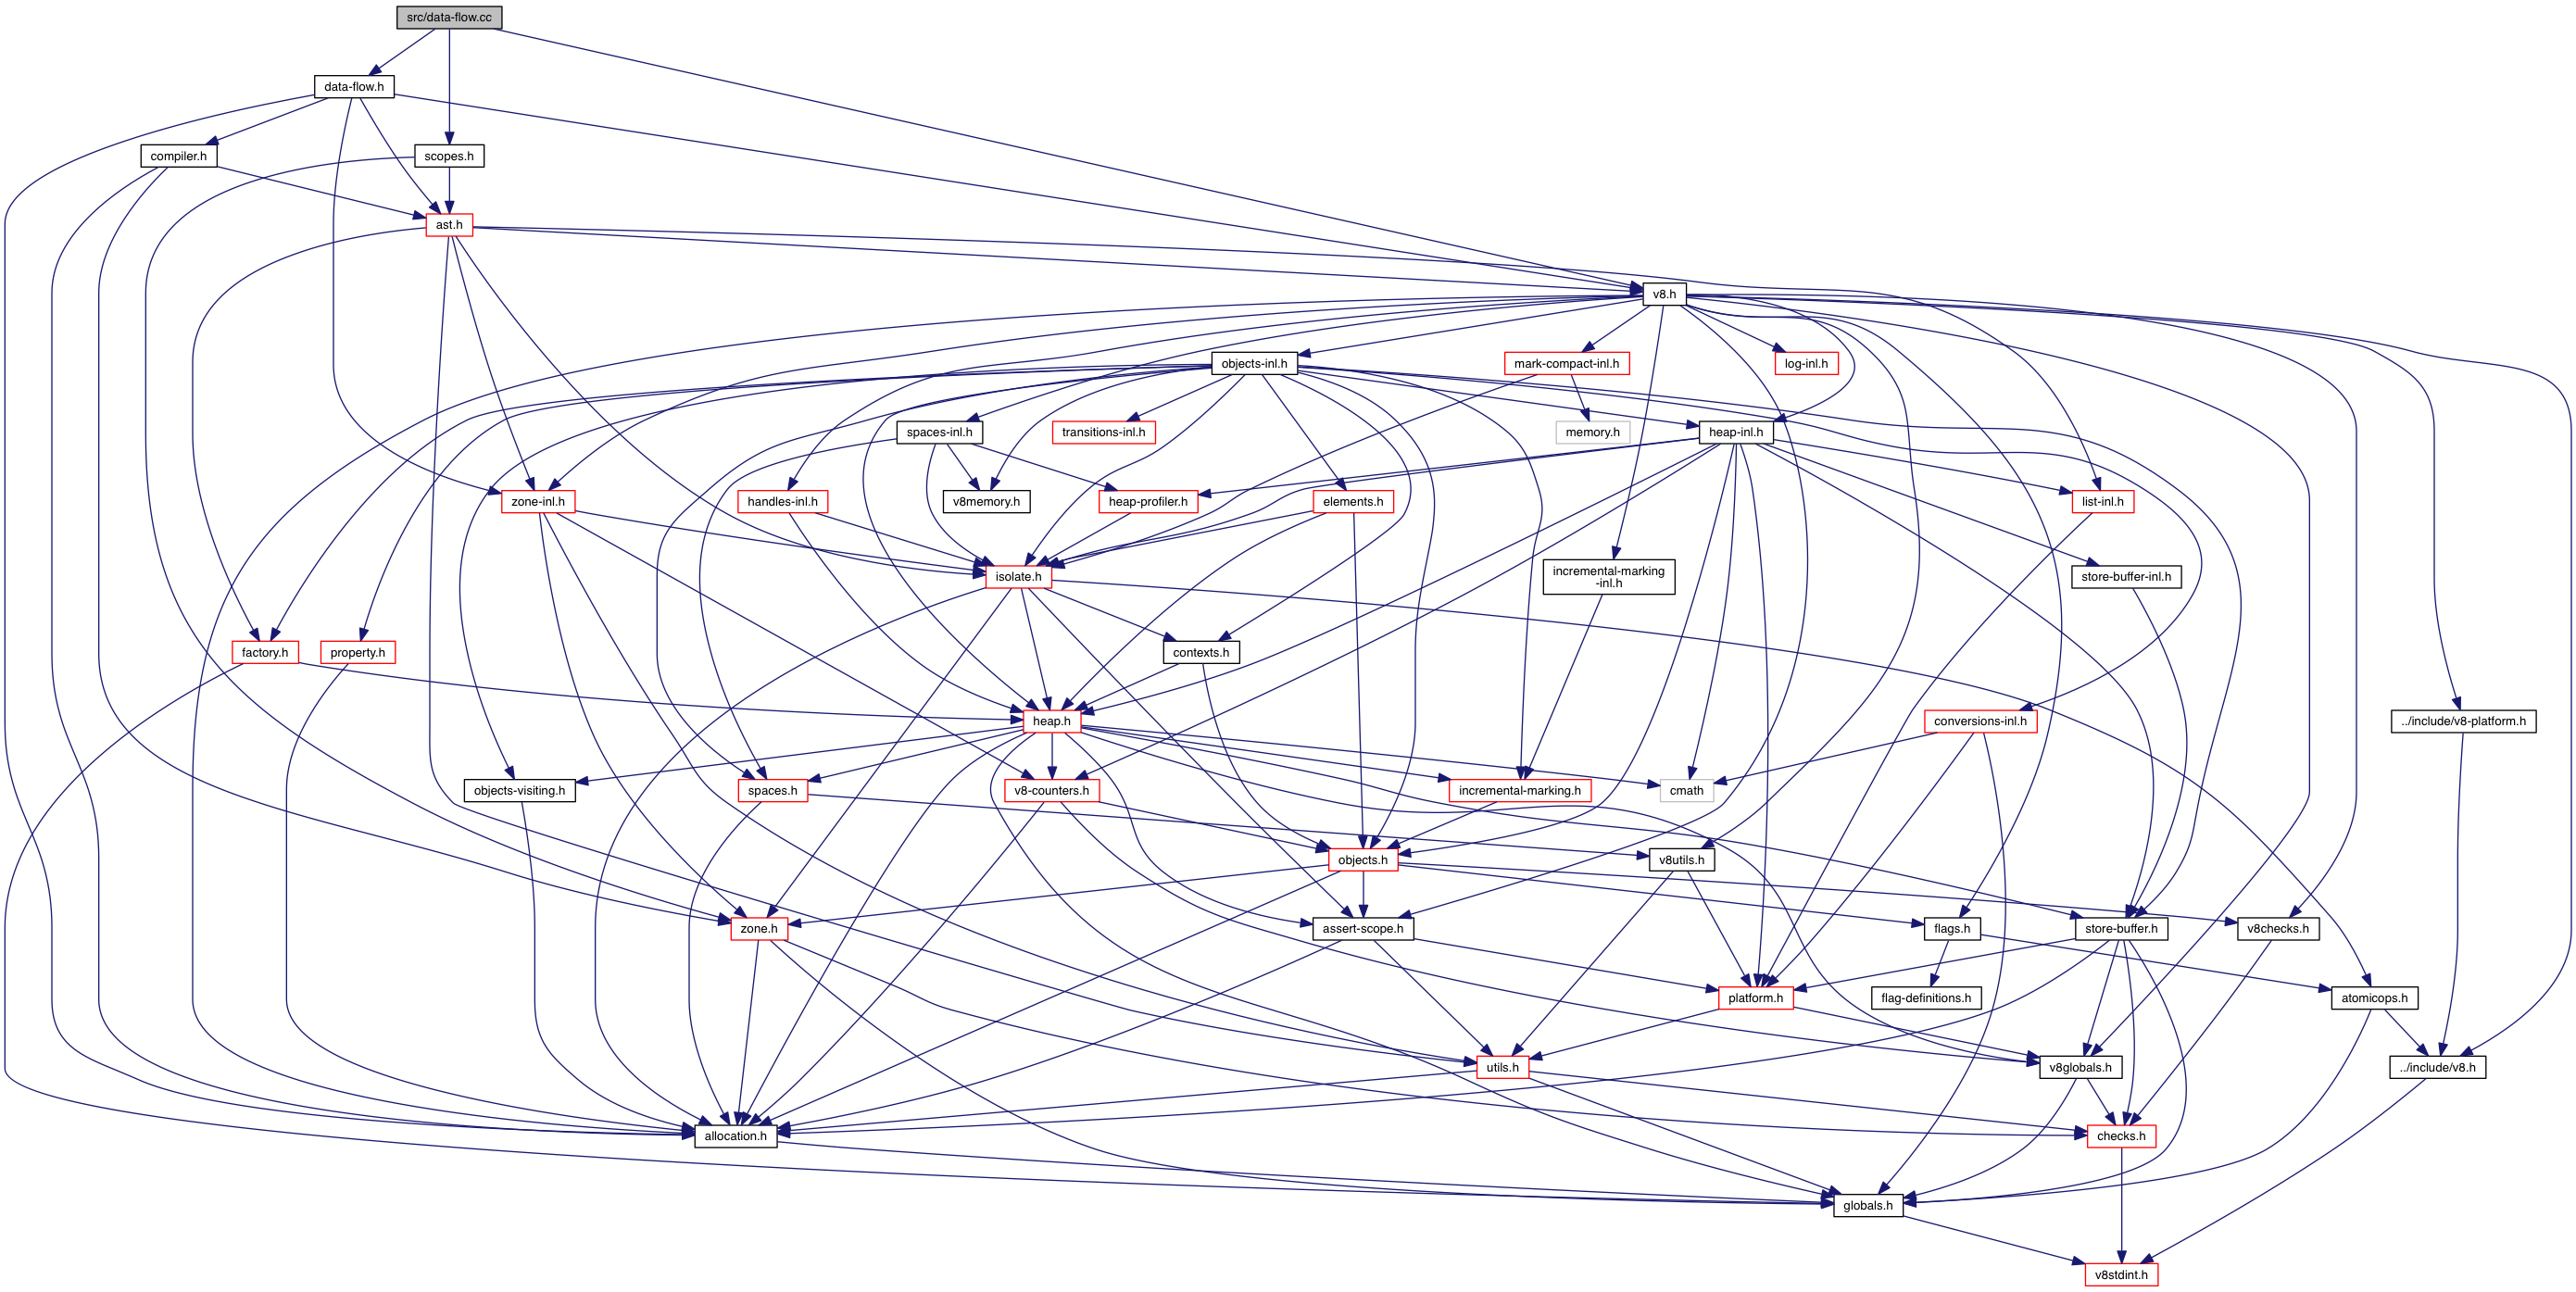 src/data-flow.cc
data-flow.h
compiler.h
scopes.h
ast.h
v8.h
objects-inl.h
mark-compact-inl.h
log-inl.h
spaces-inl.h
transitions-inl.h
memory.h
heap-inl.h
zone-inl.h
handles-inl.h
v8memory.h
heap-profiler.h
elements.h
list-inl.h
isolate.h
incremental-marking
-inl.h
store-buffer-inl.h
factory.h
property.h
contexts.h
heap.h
conversions-inl.h
../include/v8-platform.h
objects-visiting.h
spaces.h
v8-counters.h
incremental-marking.h
cmath
objects.h
v8utils.h
zone.h
assert-scope.h
flags.h
store-buffer.h
v8checks.h
platform.h
flag-definitions.h
atomicops.h
utils.h
v8globals.h
../include/v8.h
allocation.h
checks.h
globals.h
v8stdint.h